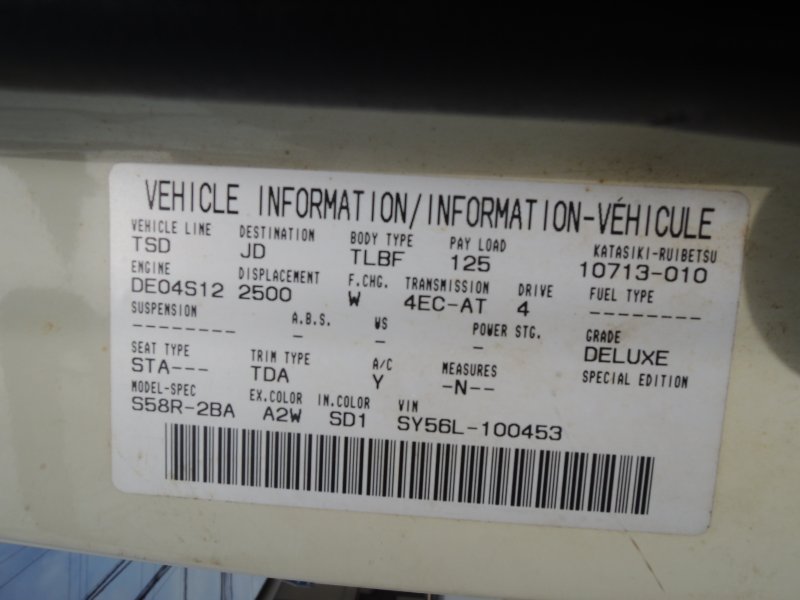 VEHICLE INFORMATION/INFORMATION-VÉHICULE
VEHICLE LINE DESTINATION BODY TYPE PAY LOAD KATASIKI-RUIBETSU
TSD JD TLBF 125 10713-010
ENGINE DISPLACEMENT F.CHG. TRANSMISSION DRIVE FUEL TYPE
DE04S12 2500 W 4EC-AT 4 --------
SUSPENSION A.B.S. WS POWER STG. GRADE
-------- - - - DELUXE
SEAT TYPE TRIM TYPE A/C MEASURES SPECIAL EDITION
STA--- TDA Y -N--
MODEL-SPEC EX.COLOR IN.COLOR VIN
S58R-2BA A2W SD1 SY56L-100453